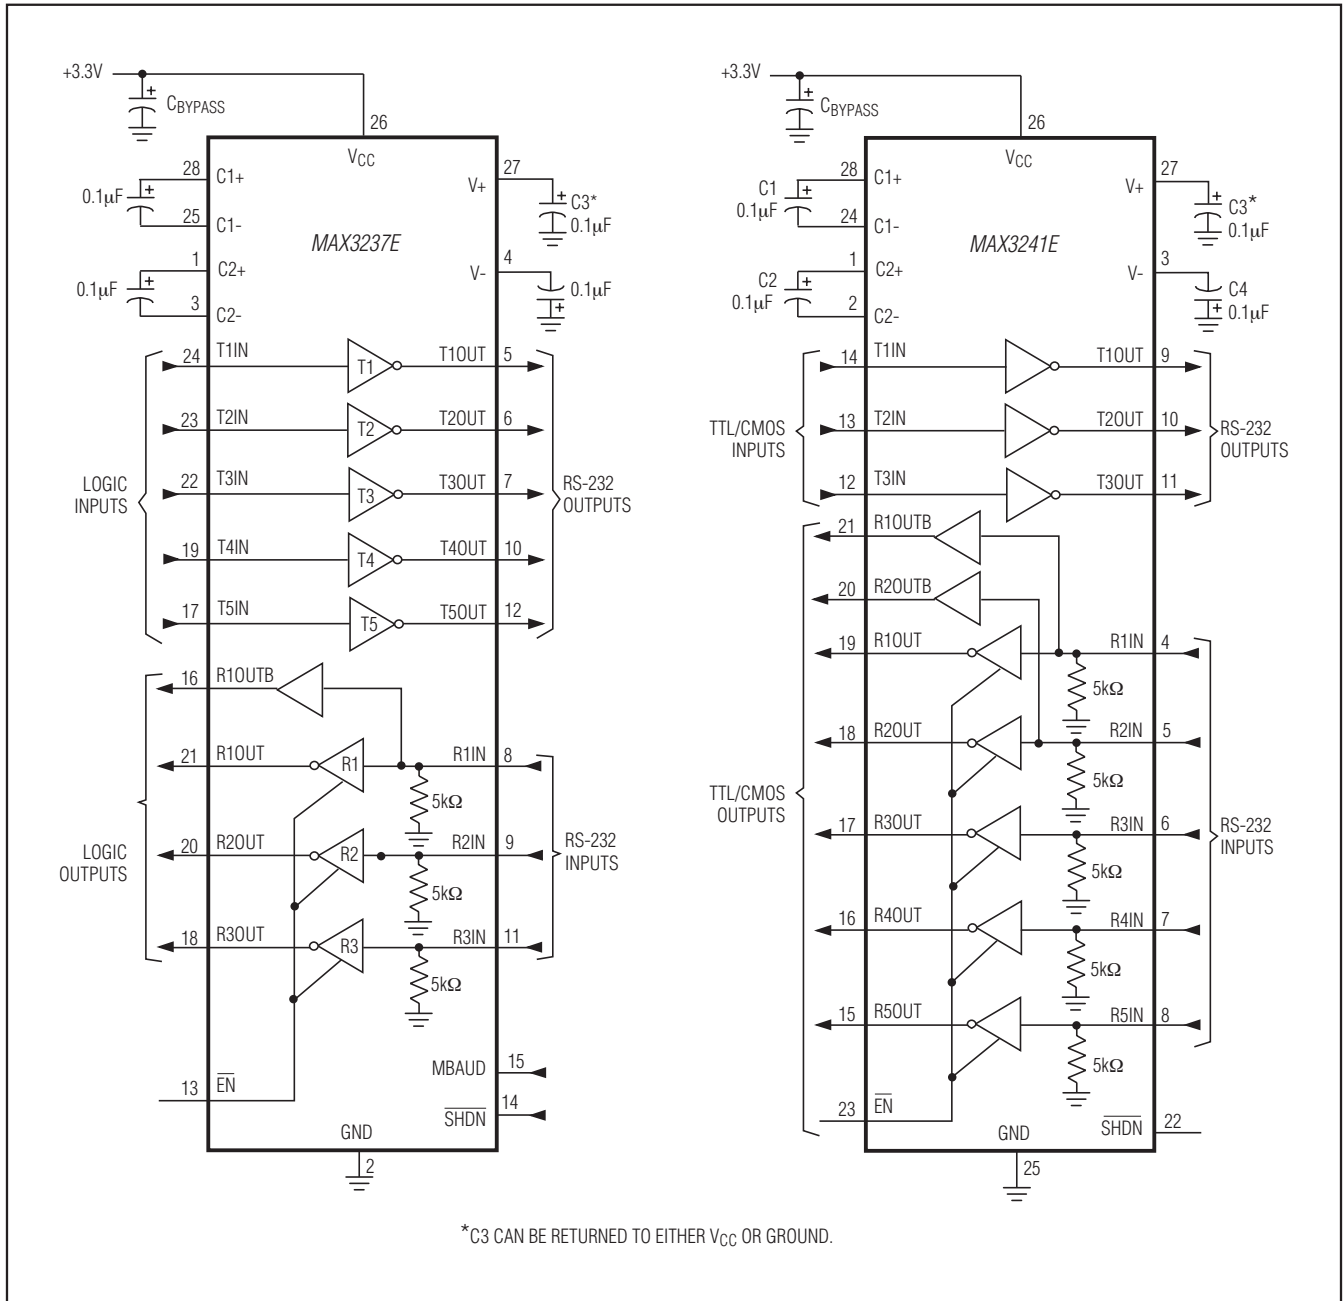 +3.3V
CBYPASS
26
VCC
28
C1+
0.1µF
25
C1-
27
V+
C3*
0.1µF
MAX3237E
1
C2+
0.1µF
3
C2-
4
V-
0.1µF
LOGIC
INPUTS
24
T1IN
T1
T1OUT
5
23
T2IN
T2
T2OUT
6
22
T3IN
T3
T3OUT
7
19
T4IN
T4
T4OUT
10
17
T5IN
T5
T5OUT
12
RS-232
OUTPUTS
LOGIC
OUTPUTS
16
R1OUTB
21
R1OUT
R1
R1IN
8
5kΩ
20
R2OUT
R2
R2IN
9
5kΩ
18
R3OUT
R3
R3IN
11
5kΩ
RS-232
INPUTS
MBAUD
15
13
EN
SHDN
14
GND
2
+3.3V
CBYPASS
26
VCC
28
C1+
C1
0.1µF
24
C1-
27
V+
C3*
0.1µF
MAX3241E
1
C2+
C2
0.1µF
2
C2-
3
V-
C4
0.1µF
TTL/CMOS
INPUTS
14
T1IN
T1OUT
9
13
T2IN
T2OUT
10
12
T3IN
T3OUT
11
RS-232
OUTPUTS
TTL/CMOS
OUTPUTS
21
R1OUTB
20
R2OUTB
19
R1OUT
R1IN
4
5kΩ
18
R2OUT
R2IN
5
5kΩ
17
R3OUT
R3IN
6
5kΩ
16
R4OUT
R4IN
7
5kΩ
15
R5OUT
R5IN
8
5kΩ
RS-232
INPUTS
23
EN
SHDN
22
GND
25
*C3 CAN BE RETURNED TO EITHER VCC OR GROUND.